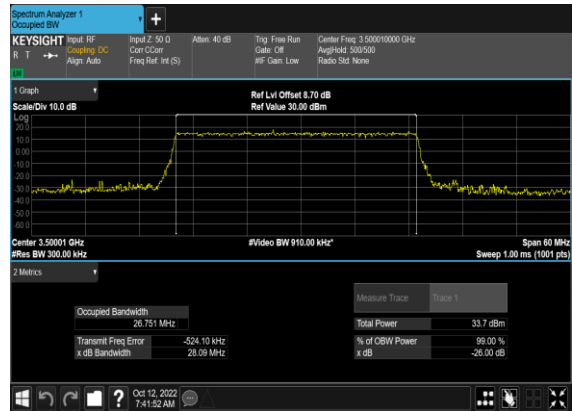 Spectrum Analyzer 1
Occupied BW
+
KEYSIGHT Input: RF Input Z: 50 Ω Atten: 40 dB Trig: Free Run Center Freq: 3.500010000 GHz
R T Coupling: DC Corr CCorr Gate: Off Avg|Hold: 500/500
Align: Auto Freq Ref: Int (S) #IF Gain: Low Radio Std: None
1 Graph
Ref Lvl Offset 8.70 dB
Scale/Div 10.0 dB Ref Value 30.00 dBm
Log
20.0
10.0
0.00
-10.0
-20.0
-30.0
-40.0
-50.0
-60.0
Center 3.50001 GHz #Video BW 910.00 kHz* Span 60 MHz
#Res BW 300.00 kHz Sweep 1.00 ms (1001 pts)
2 Metrics
Measure Trace Trace 1
Occupied Bandwidth
26.751 MHz Total Power 33.7 dBm
Transmit Freq Error -524.10 kHz % of OBW Power 99.00 %
x dB Bandwidth 28.09 MHz x dB -26.00 dB
? Oct 12, 2022
7:41:52 AM